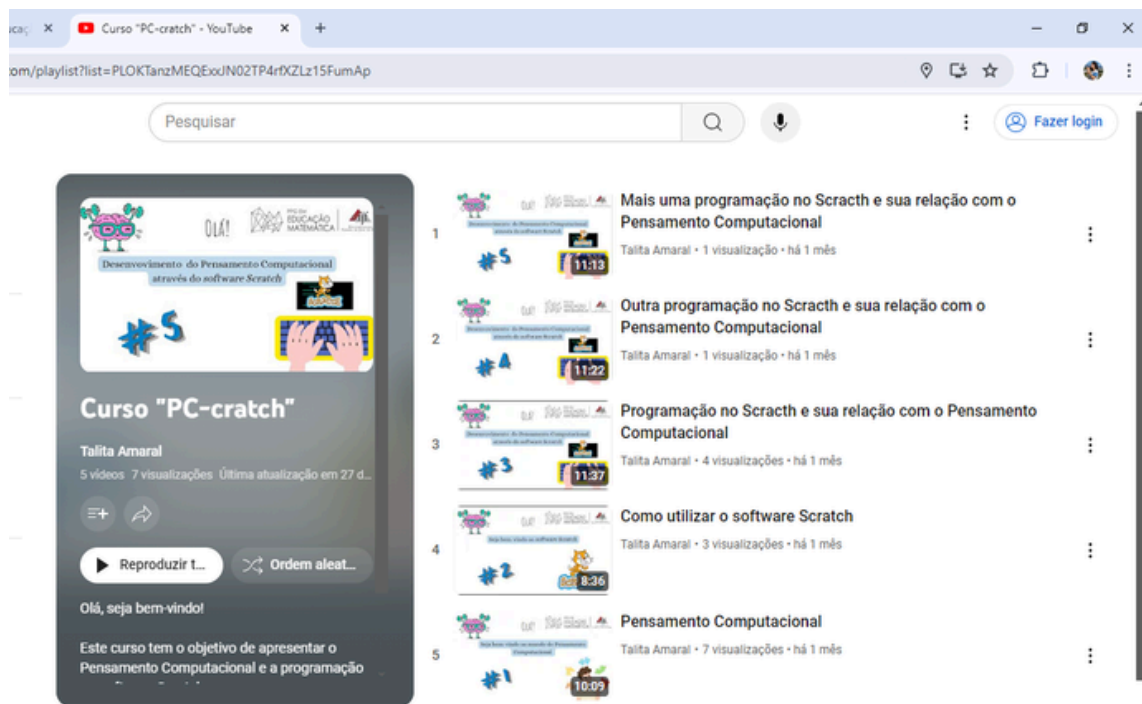 Curso "PC-cratch" - YouTube
om/playlist?list=PLOKTanzMEQExxJN02TP4rfXZLz15FumAp
Pesquisar
Fazer login
OLÁ!
EDUCAÇÃO
MATEMÁTICA
Desenvovimento do Pensamento Computacional
através do software Scratch
#5
Curso "PC-cratch"
Talita Amaral
5 vídeos 7 visualizações Última atualização em 27 d...
Reproduzir t...
Ordem aleat...
Olá, seja bem-vindo!
Este curso tem o objetivo de apresentar o
Pensamento Computacional e a programação
1
#5
11:13
Mais uma programação no Scracth e sua relação com o
Pensamento Computacional
Talita Amaral • 1 visualização • há 1 mês
2
#4
11:22
Outra programação no Scracth e sua relação com o
Pensamento Computacional
Talita Amaral • 1 visualização • há 1 mês
3
#3
11:37
Programação no Scracth e sua relação com o Pensamento
Computacional
Talita Amaral • 4 visualizações • há 1 mês
4
#2
8:36
Como utilizar o software Scratch
Talita Amaral • 3 visualizações • há 1 mês
5
#1
10:09
Pensamento Computacional
Talita Amaral • 7 visualizações • há 1 mês